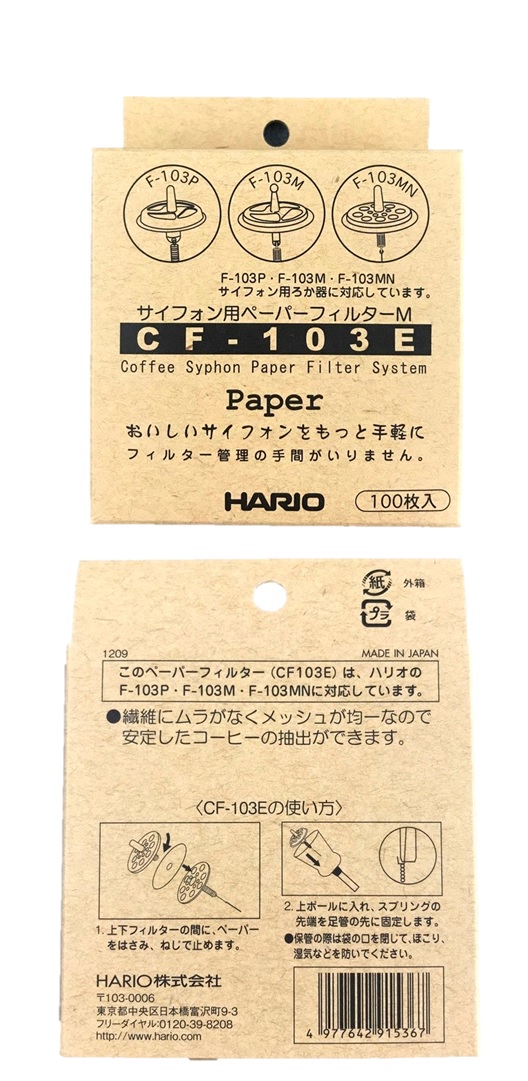 F-103P
F-103M
F-103MN
F-103P・F-103M・F-103MN
サイフォン用ろか器に対応しています。
サイフォン用ペーパーフィルターM
CF-103E
Coffee Syphon Paper Filter System
Paper
おいしいサイフォンをもっと手軽に
フィルター管理の手間がいりません。
HARIO
100枚入
紙 外箱
プラ 袋
1209
MADE IN JAPAN
このペーパーフィルター(CF103E)は、ハリオの
F-103P・F-103M・F-103MNに対応しています。
●繊維にムラがなくメッシュが均一なので
安定したコーヒーの抽出ができます。
〈CF-103Eの使い方〉
1. 上下フィルターの間に、ペーパー
をはさみ、ねじで止めます。
2. 上ボールに入れ、スプリングの
先端を足管の先に固定します。
●保管の際は袋の口を閉じて、ほこり、
湿気などを防いでください。
HARIO株式会社
〒103-0006
東京都中央区日本橋富沢町9-3
フリーダイヤル:0120-39-8208
http://www.hario.com
4 977642 915367